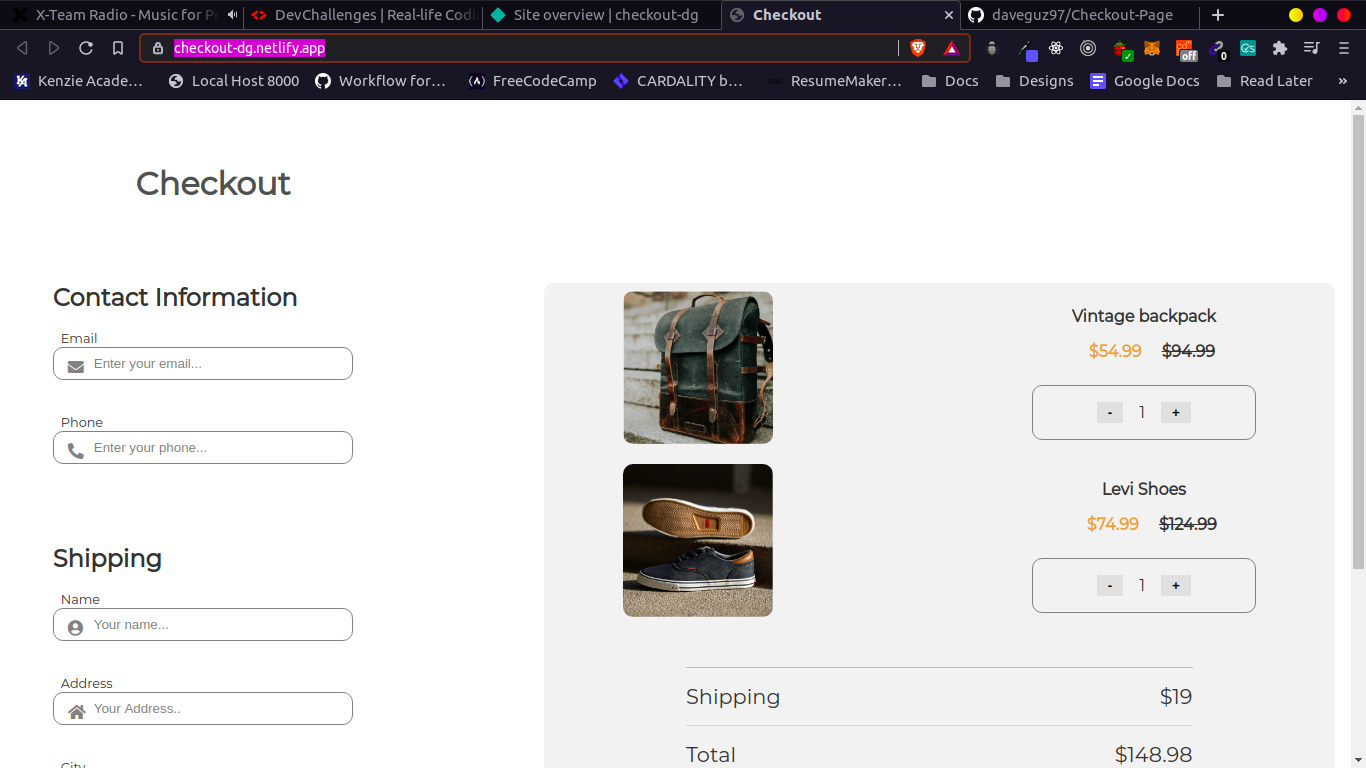 X-Team Radio - Music for Pr
DevChallenges | Real-life Codi
Site overview | checkout-dg
Checkout
daveguz97/Checkout-Page
checkout-dg.netlify.app
off
0
Kenzie Acade…
Local Host 8000
Workflow for…
FreeCodeCamp
CARDALITY b…
ResumeMaker…
Docs
Designs
Google Docs
Read Later
»
Checkout
Contact Information
Email
Enter your email...
Phone
Enter your phone...
Shipping
Name
Your name...
Address
Your Address..
City
Vintage backpack
$54.99 $94.99
- 1 +
Levi Shoes
$74.99 $124.99
- 1 +
Shipping $19
Total $148.98